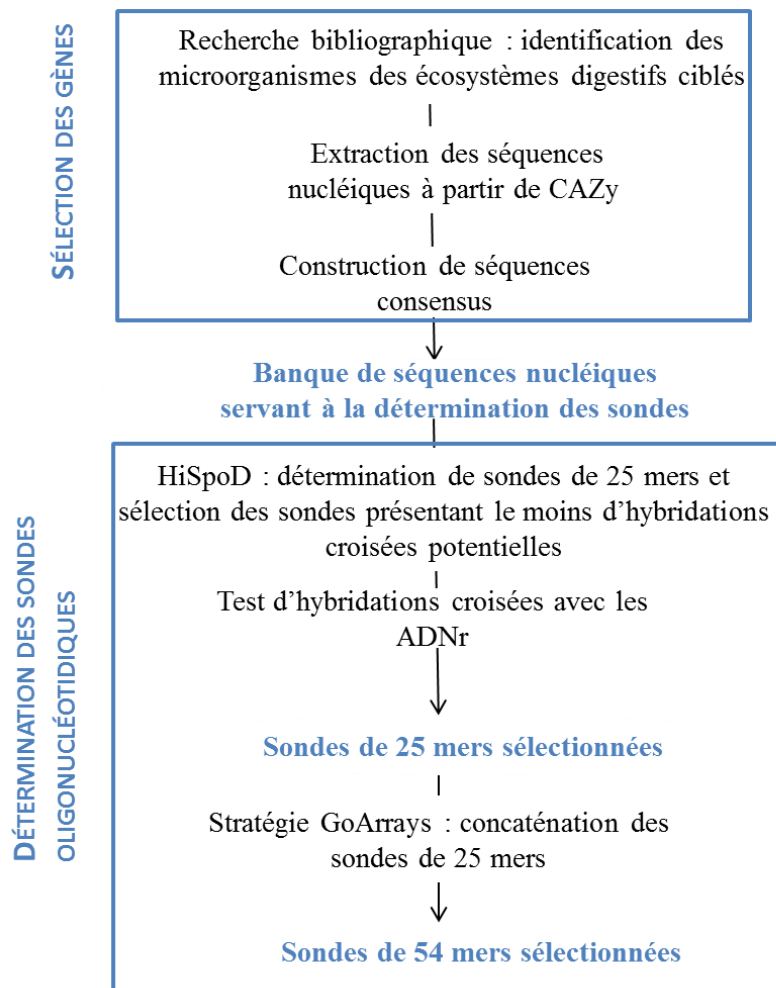 SÉLECTION DES GÈNES
Recherche bibliographique : identification des
microorganismes des écosystèmes digestifs ciblés
Extraction des séquences
nucléiques à partir de CAZy
Construction de séquences
consensus
Banque de séquences nucléiques
servant à la détermination des sondes
DÉTERMINATION DES SONDES
OLIGONUCLÉOTIDIQUES
HiSpoD : détermination de sondes de 25 mers et
sélection des sondes présentant le moins d’hybridations
croisées potentielles
Test d’hybridations croisées avec les
ADNr
Sondes de 25 mers sélectionnées
Stratégie GoArrays : concaténation des
sondes de 25 mers
Sondes de 54 mers sélectionnées